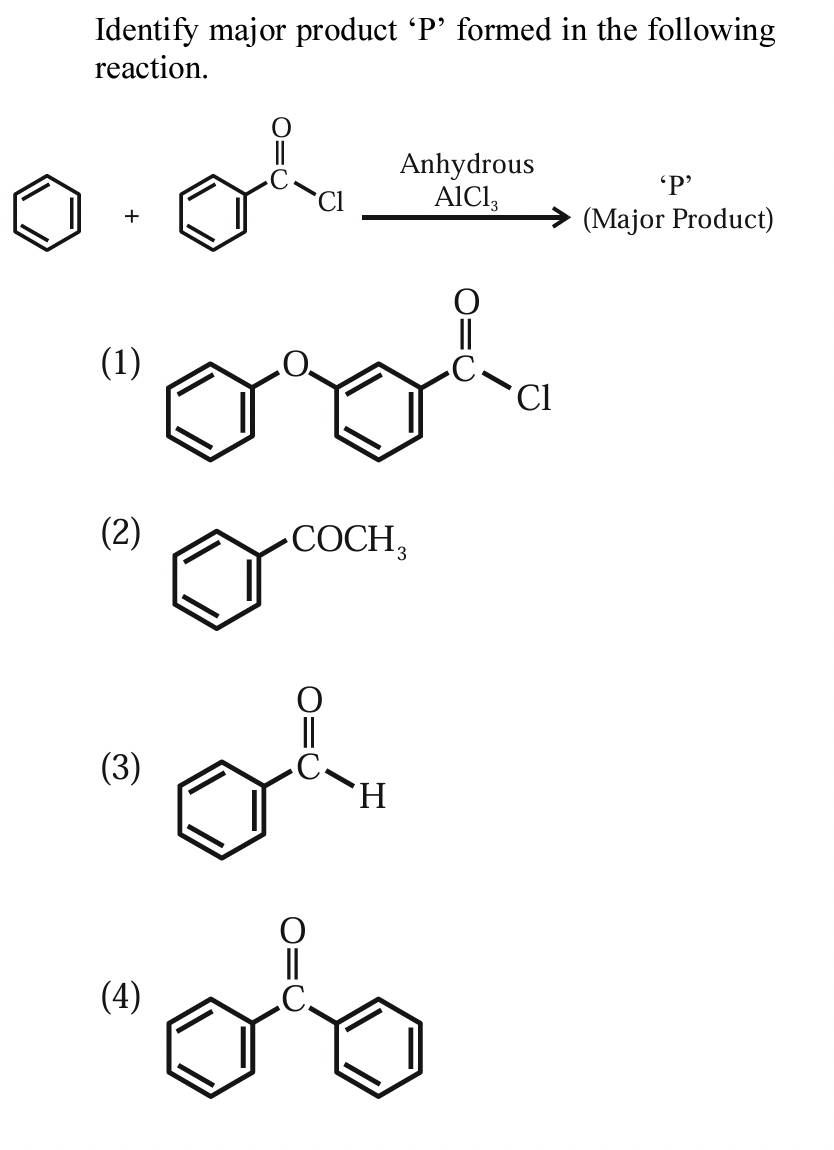 Identify major product ‘P’ formed in the following
reaction.
O
C
Cl
+
Anhydrous
AlCl₃
‘P’
(Major Product)
(1)
O
O
C
Cl
(2)
COCH₃
(3)
O
C
H
(4)
O
C